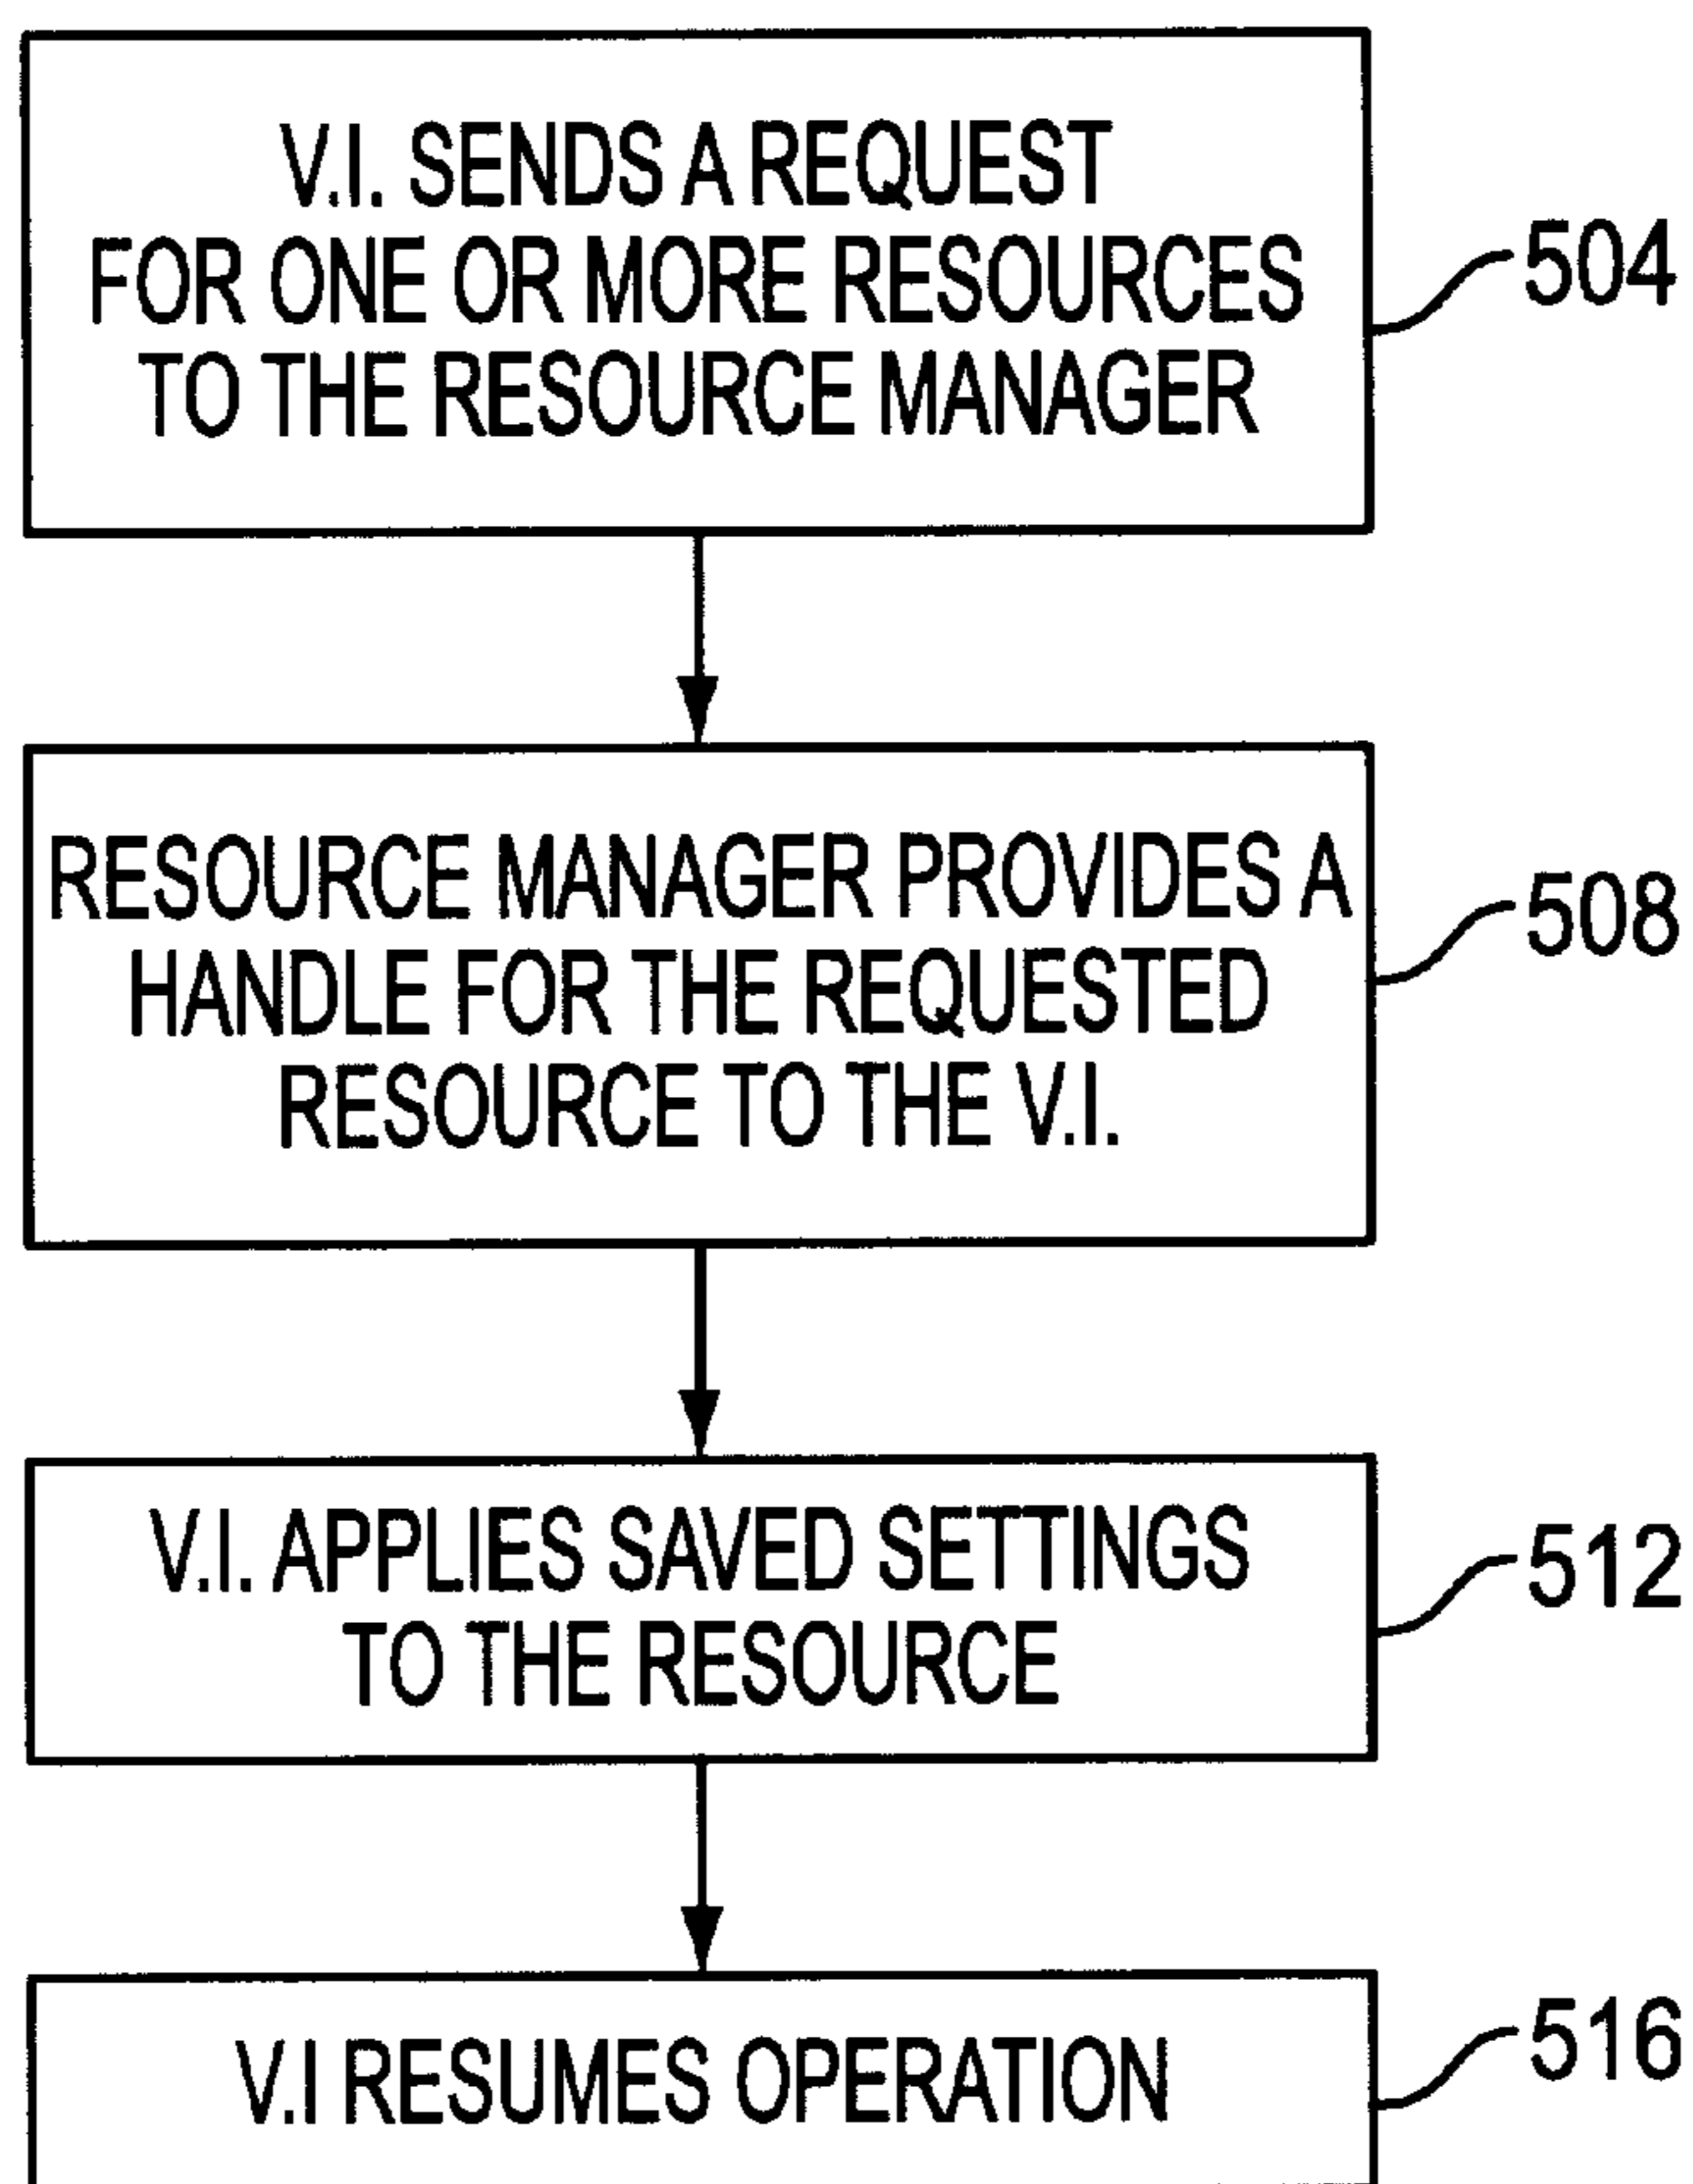 V.I. SENDS A REQUEST
FOR ONE OR MORE RESOURCES
TO THE RESOURCE MANAGER
504
RESOURCE MANAGER PROVIDES A
HANDLE FOR THE REQUESTED
RESOURCE TO THE V.I.
508
V.I. APPLIES SAVED SETTINGS
TO THE RESOURCE
512
V.I RESUMES OPERATION
516